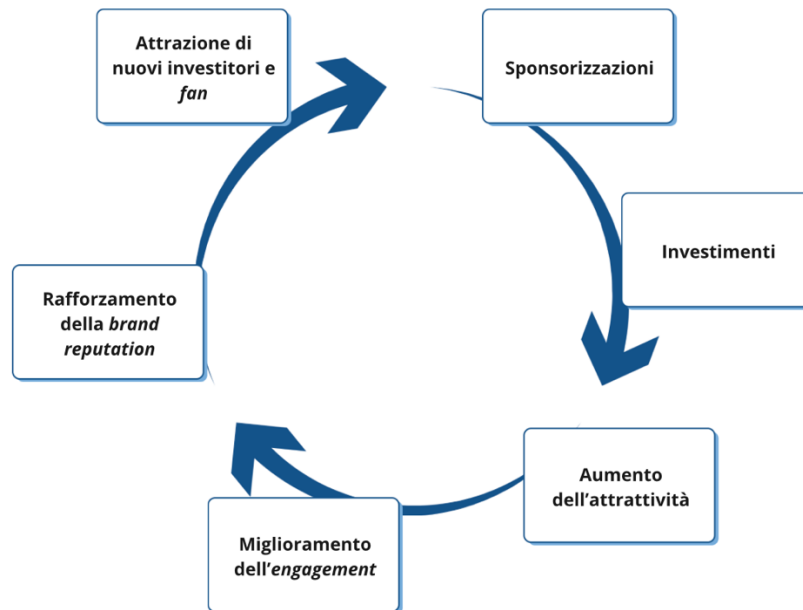 Attrazione di
nuovi investitori e
fan
Sponsorizzazioni
Investimenti
Aumento
dell’attrattività
Miglioramento
dell’engagement
Rafforzamento
della brand
reputation